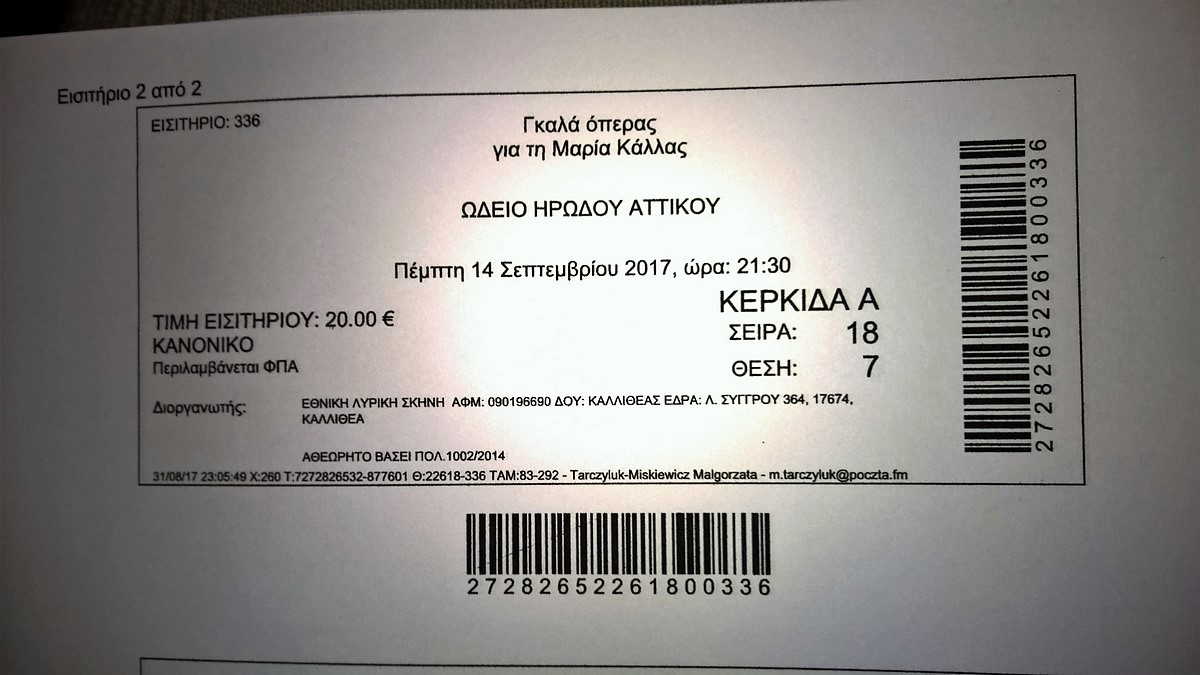 Εισιτήριο 2 από 2
ΕΙΣΙΤΗΡΙΟ: 336
Γκαλά όπερας
για τη Μαρία Κάλλας
ΩΔΕΙΟ ΗΡΩΔΟΥ ΑΤΤΙΚΟΥ
Πέμπτη 14 Σεπτεμβρίου 2017, ώρα: 21:30
ΚΕΡΚΙΔΑ Α
ΤΙΜΗ ΕΙΣΙΤΗΡΙΟΥ: 20.00 €
ΣΕΙΡΑ: 18
ΚΑΝΟΝΙΚΟ
Περιλαμβάνεται ΦΠΑ
ΘΕΣΗ: 7
Διοργανωτής: ΕΘΝΙΚΗ ΛΥΡΙΚΗ ΣΚΗΝΗ ΑΦΜ: 090196690 ΔΟΥ: ΚΑΛΛΙΘΕΑΣ ΕΔΡΑ: Λ. ΣΥΓΓΡΟΥ 364, 17674,
ΚΑΛΛΙΘΕΑ
ΑΘΕΩΡΗΤΟ ΒΑΣΕΙ ΠΟΛ.1002/2014
31/08/17 23:05:49 X:260 T:7272826532-877601 Θ:22618-336 TAM:83-292 - Tarczyluk-Miskiewicz Malgorzata - m.tarczyluk@poczta.fm
27282652261800336
27282652261800336